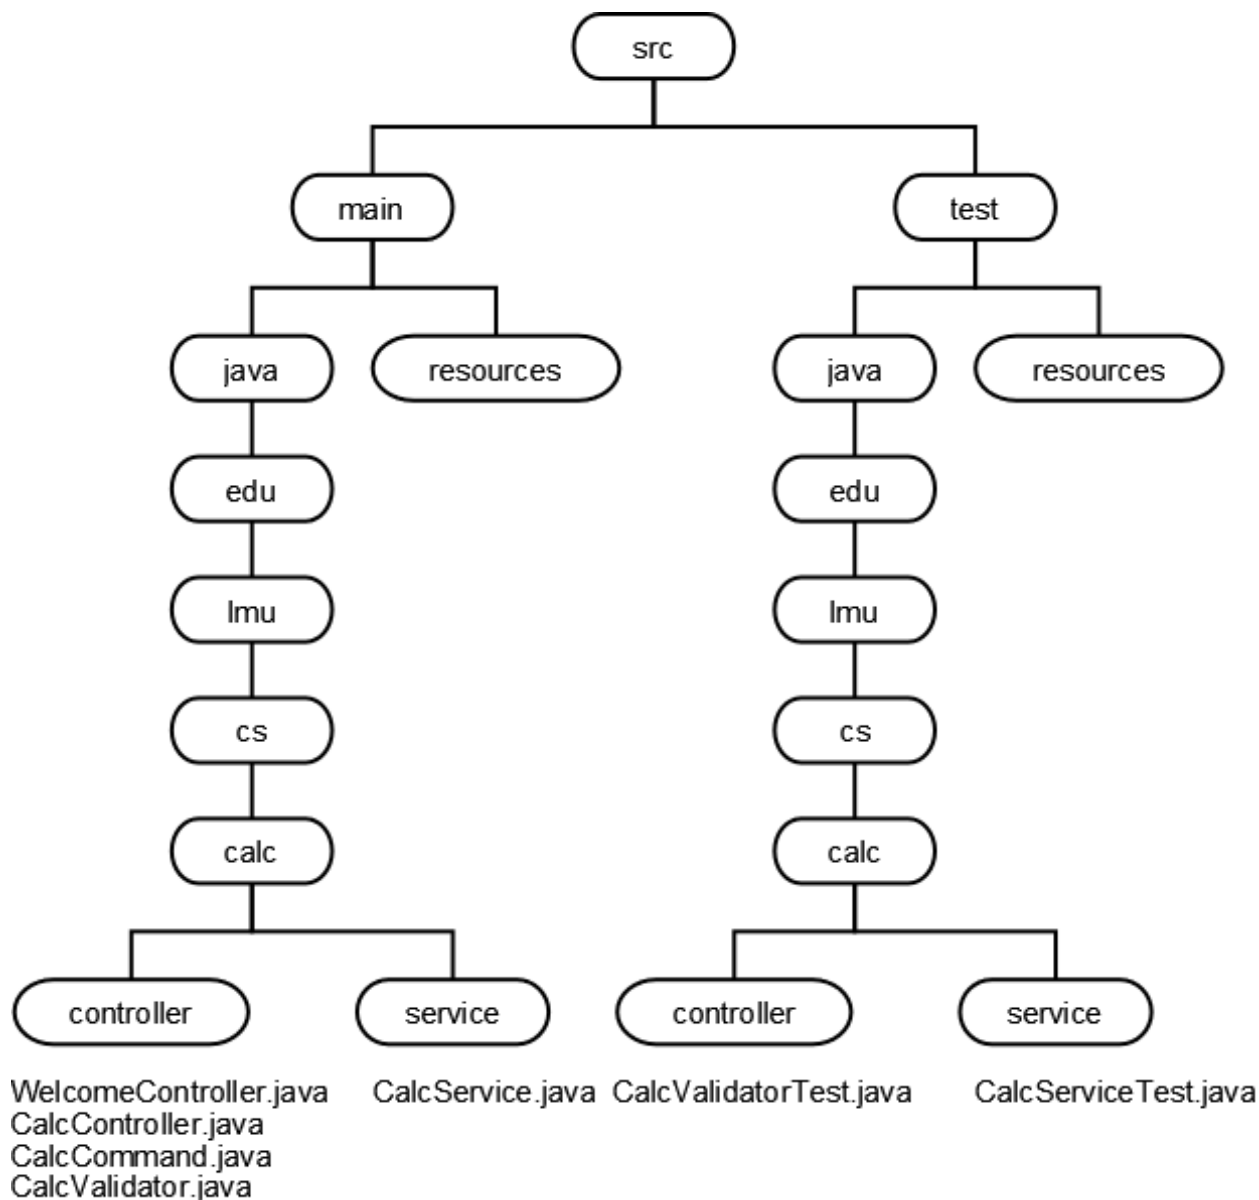 src
main
test
java
resources
java
resources
edu
edu
lmu
lmu
cs
cs
calc
calc
controller
service
controller
service
WelcomeController.java
CalcService.java
CalcValidatorTest.java
CalcServiceTest.java
CalcController.java
CalcCommand.java
CalcValidator.java